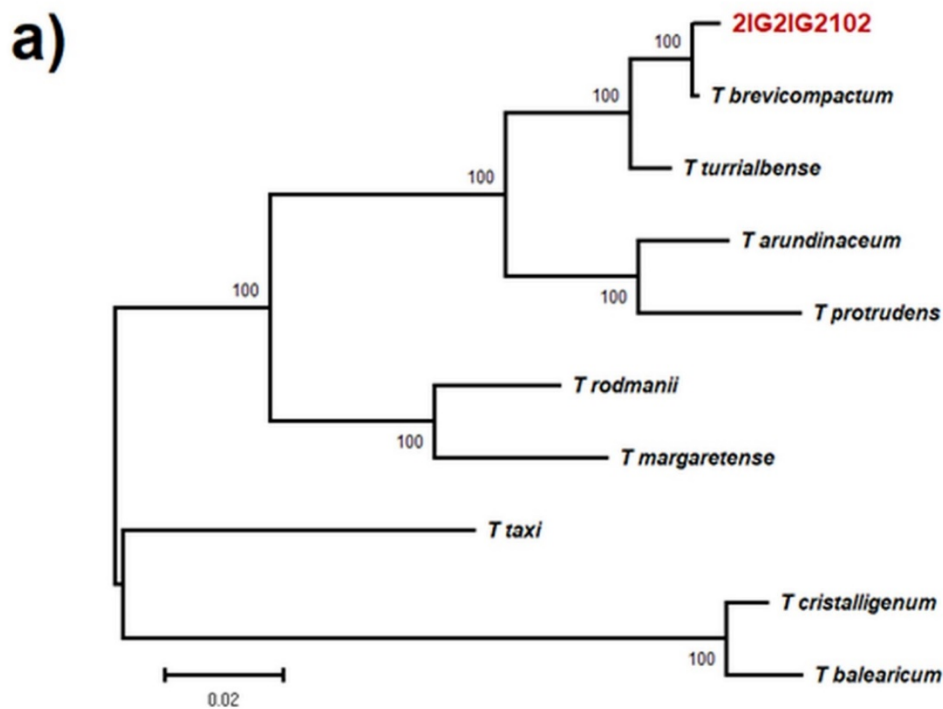 a)
2IG2IG2102
100
T brevicompactum
100
T turrialbense
100
T arundinaceum
100
T protrudens
100
T rodmanii
100
T margaretense
T taxi
T cristalligenum
100
T balearicum
0.02